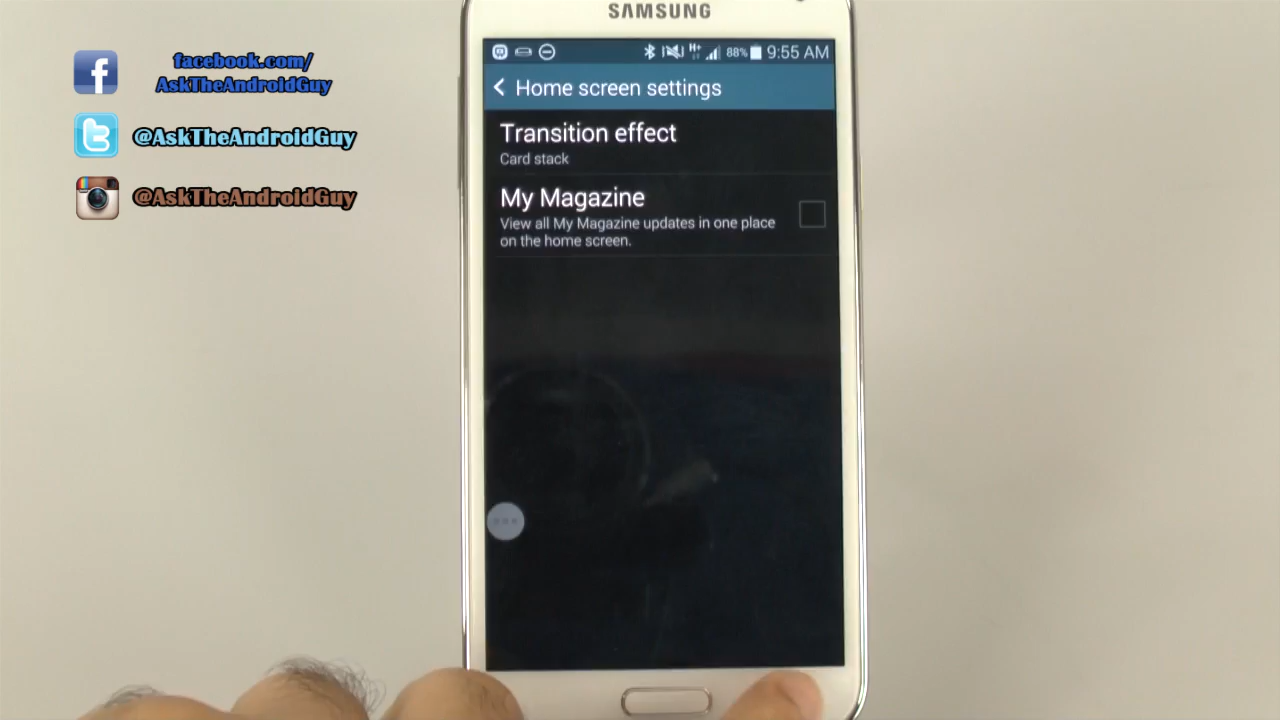 SAMSUNG
facebook.com/
AskTheAndroidGuy
@AskTheAndroidGuy
@AskTheAndroidGuy
H+
88%
9:55 AM
Home screen settings
Transition effect
Card stack
My Magazine
View all My Magazine updates in one place
on the home screen.